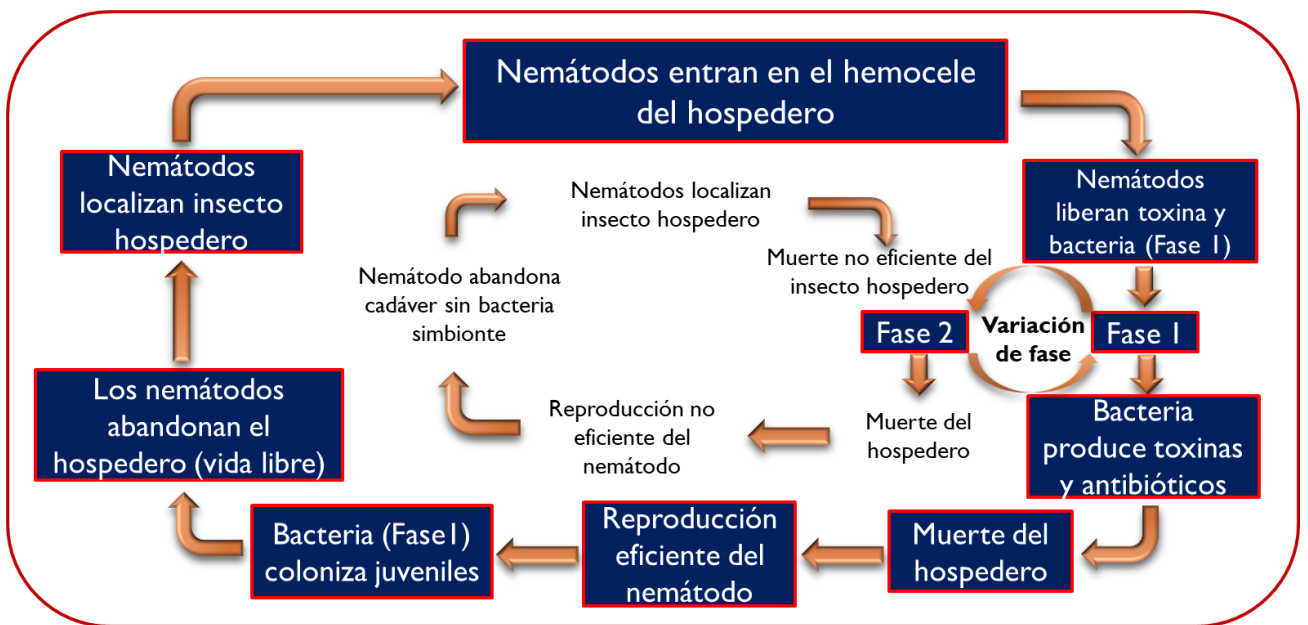 Nemátodos entran en el hemocele
del hospedero
Nemátodos
localizan insecto
hospedero
Nemátodos
liberan toxina y
bacteria (Fase 1)
Nemátodos localizan
insecto hospedero
Muerte no eficiente del
insecto hospedero
Nemátodo abandona
cadáver sin bacteria
simbionte
Fase 2
Variación
de fase
Fase 1
Los nemátodos
abandonan el
hospedero (vida libre)
Reproducción no
eficiente del
nemátodo
Muerte del
hospedero
Bacteria
produce toxinas
y antibióticos
Bacteria (Fase1)
coloniza juveniles
Reproducción
eficiente del
nemátodo
Muerte del
hospedero